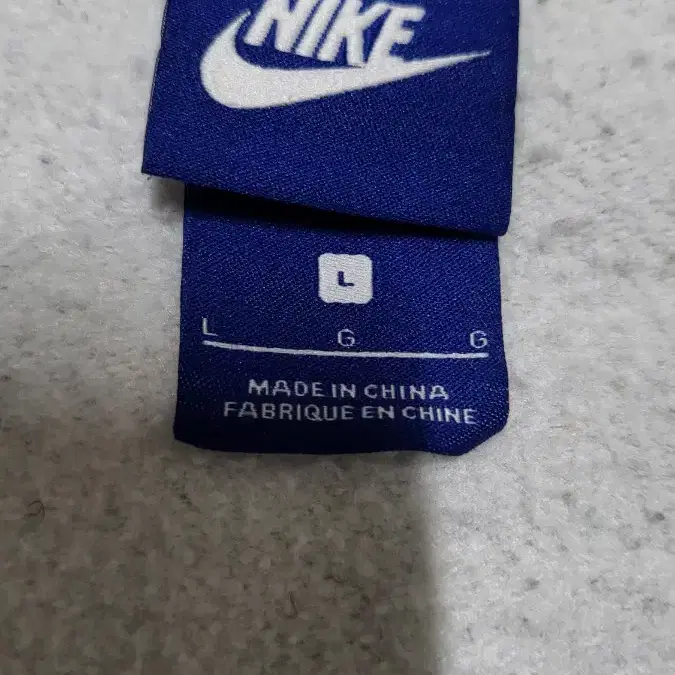 NIKE
L
L G G
MADE IN CHINA
FABRIQUE EN CHINE